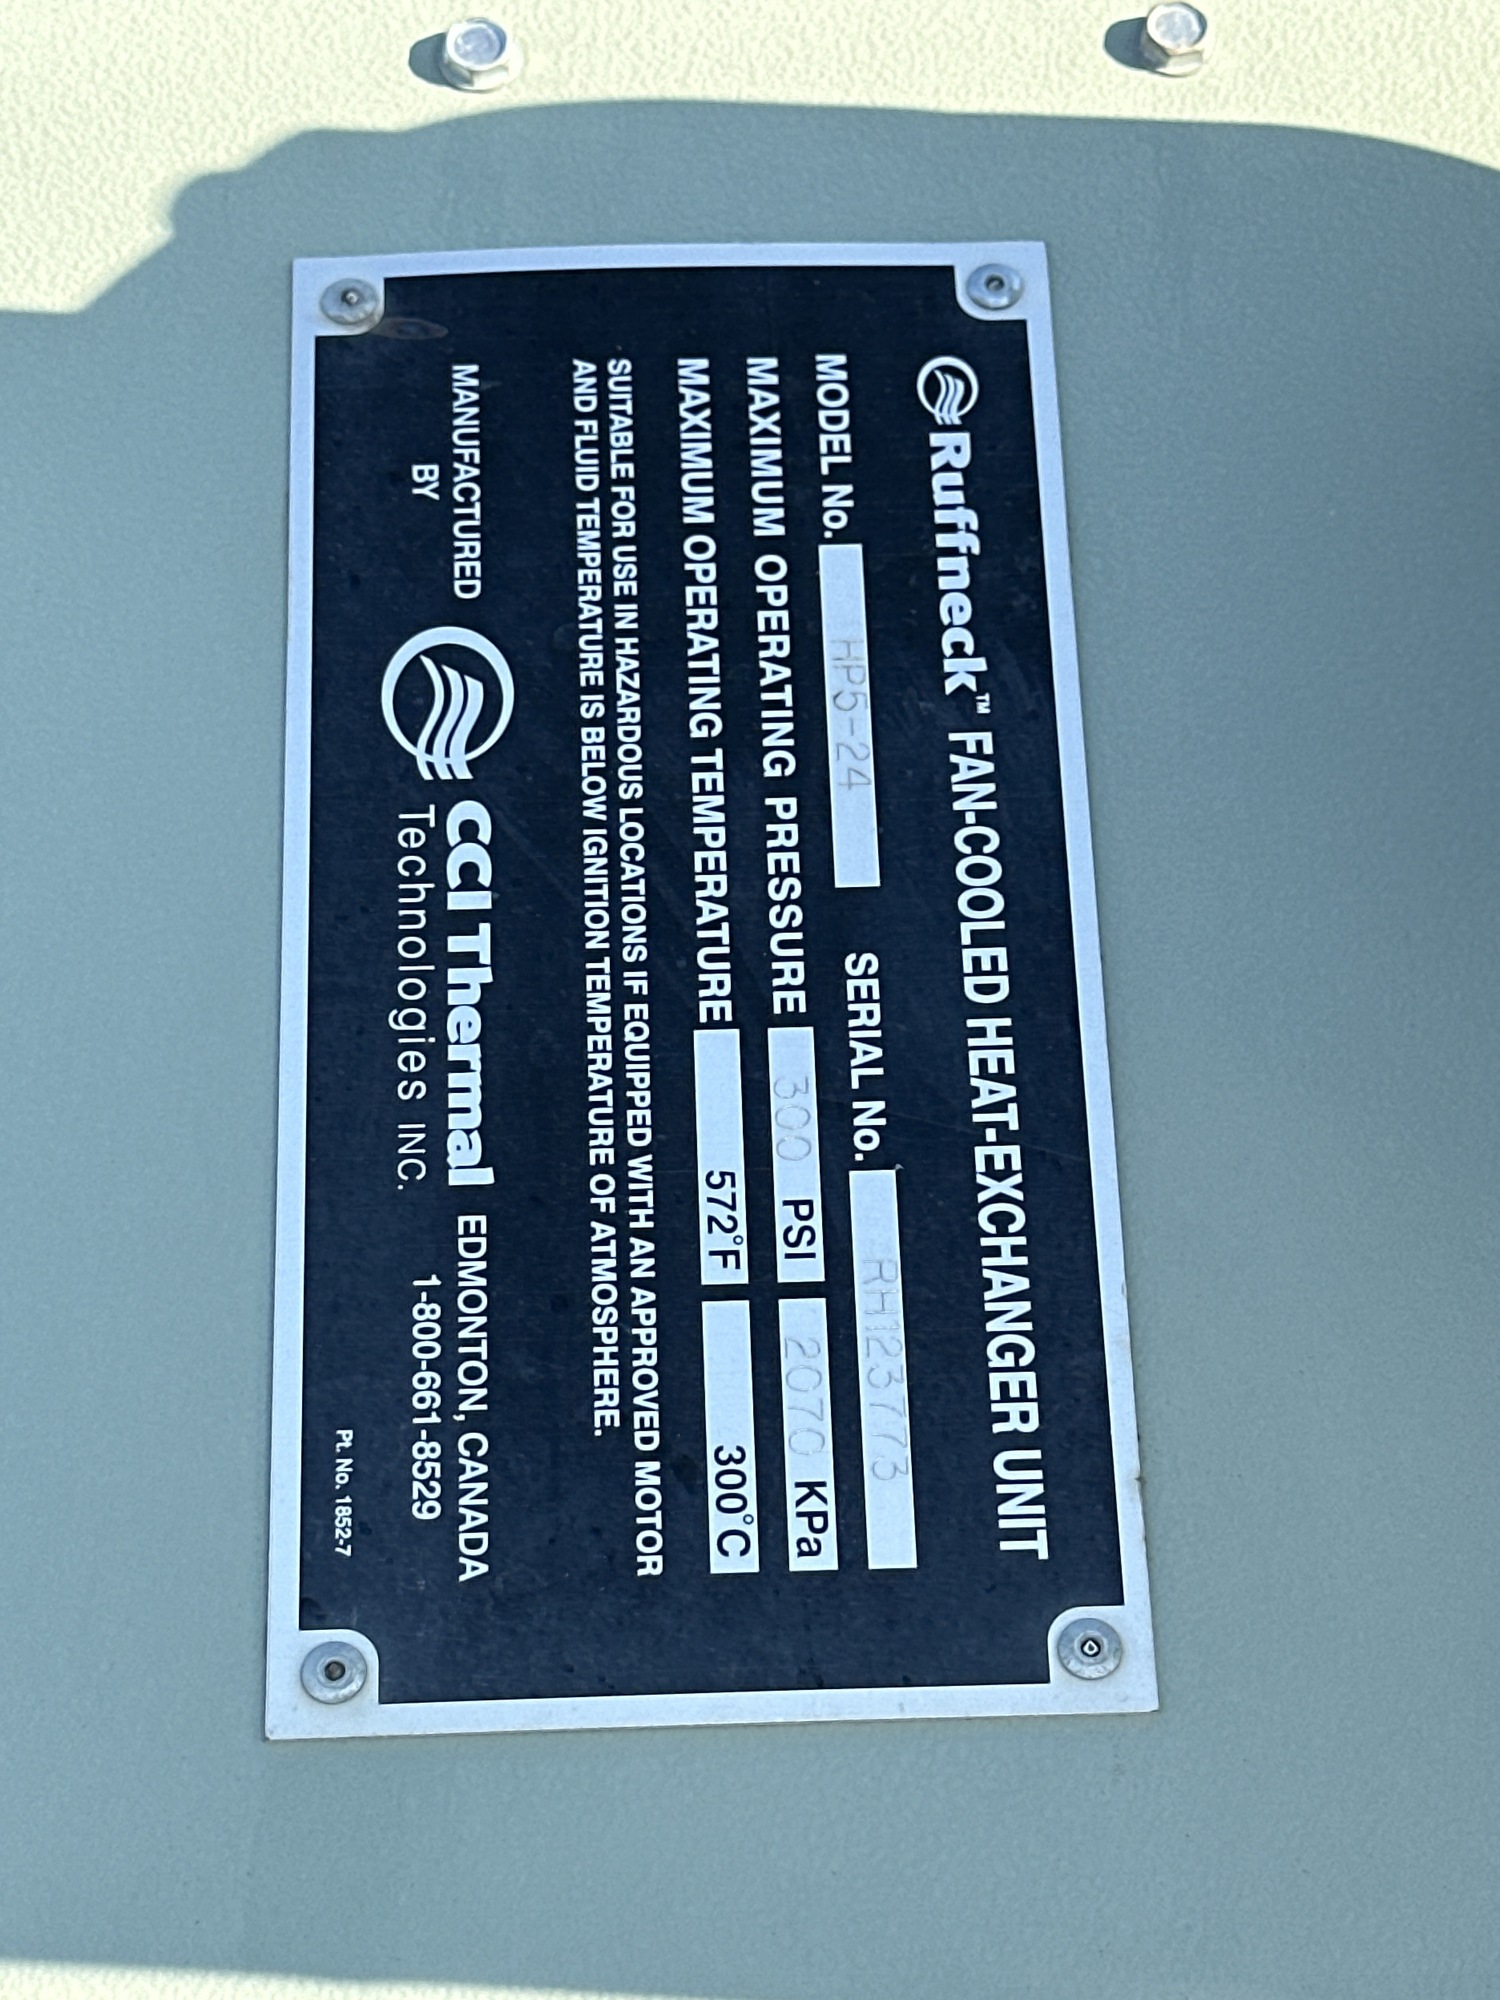 Ruffneck™ FAN-COOLED HEAT-EXCHANGER UNIT
MODEL No. HP5-24 SERIAL No. RH123773
MAXIMUM OPERATING PRESSURE 300 PSI 2070 KPa
MAXIMUM OPERATING TEMPERATURE 572°F 300°C
SUITABLE FOR USE IN HAZARDOUS LOCATIONS IF EQUIPPED WITH AN APPROVED MOTOR
AND FLUID TEMPERATURE IS BELOW IGNITION TEMPERATURE OF ATMOSPHERE.
MANUFACTURED
BY
CCI Thermal
Technologies INC.
EDMONTON, CANADA
1-800-661-8529
Pt. No. 1852-7